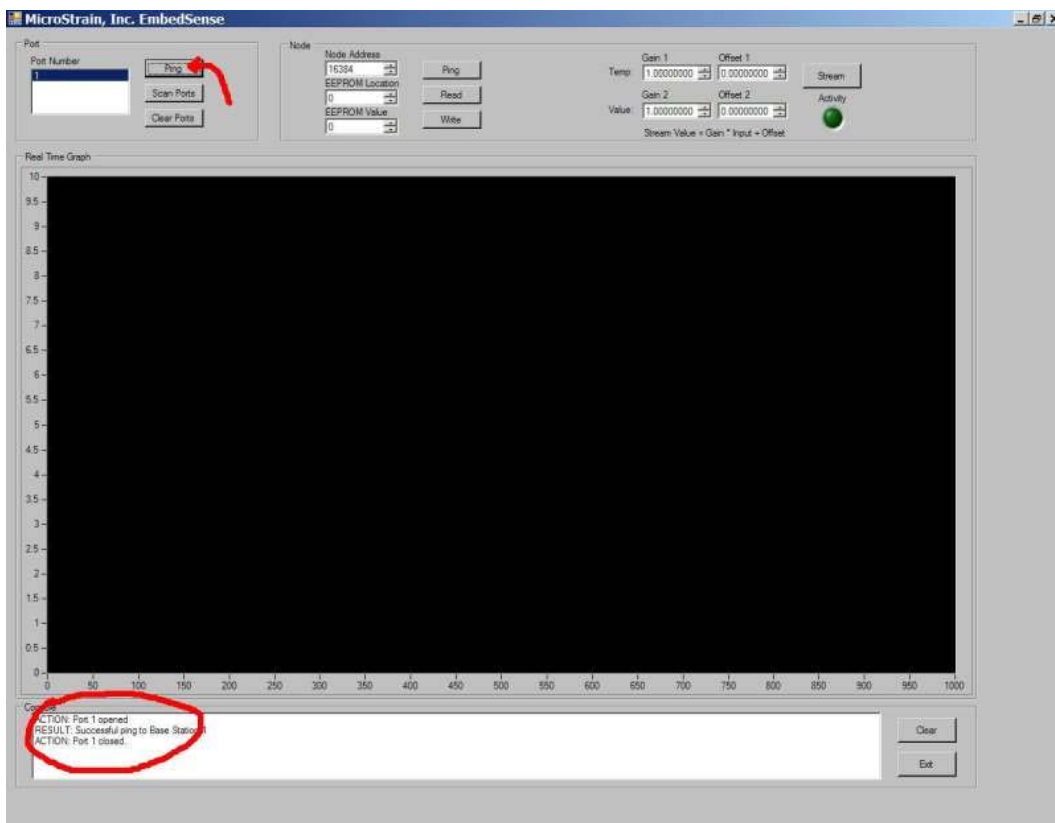 MicroStrain, Inc. EmbedSense
Port
Port Number
1
Ping
Scan Ports
Clear Ports
Node
Node Address
16384
EEPROM Location
0
EEPROM Value
0
Ping
Read
Write
Gain 1 Offset 1
Temp: 1.00000000 0.00000000
Gain 2 Offset 2
Value: 1.00000000 0.00000000
Stream Value = Gain * Input + Offset
Stream
Activity
Real Time Graph
10
9.5
9
8.5
8
7.5
7
6.5
6
5.5
5
4.5
4
3.5
3
2.5
2
1.5
1
0.5
0
0 50 100 150 200 250 300 350 400 450 500 550 600 650 700 750 800 850 900 950 1000
Console
ACTION: Port 1 opened
RESULT: Successful ping to Base Station 1
ACTION: Port 1 closed.
Clear
Exit